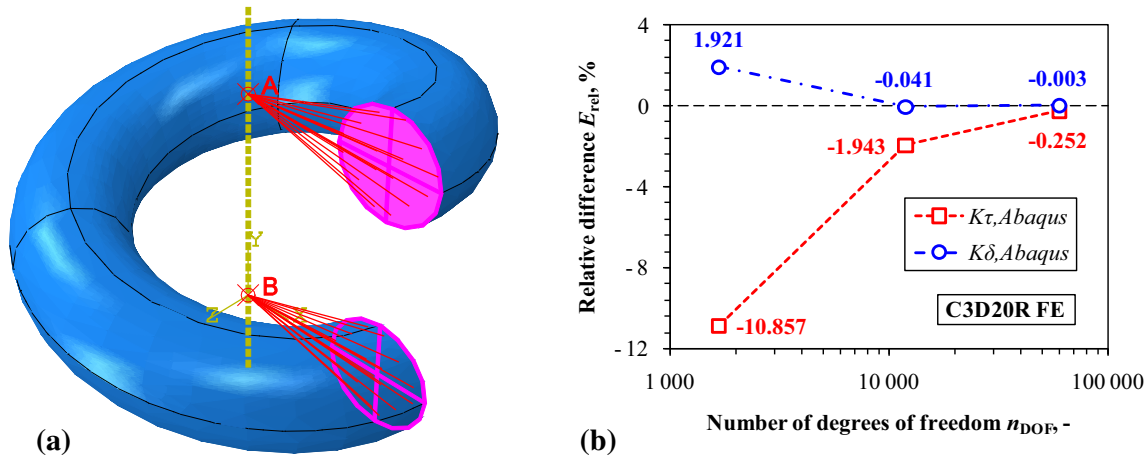 A
Y
B
Z
(a)
Relative difference E_rel, %
4
0
-4
-8
-12
1.921
-0.041
-0.003
-1.943
-0.252
-10.857
Kτ,Abaqus
Kδ,Abaqus
C3D20R FE
1 000
10 000
100 000
Number of degrees of freedom n_DOF, -
(b)